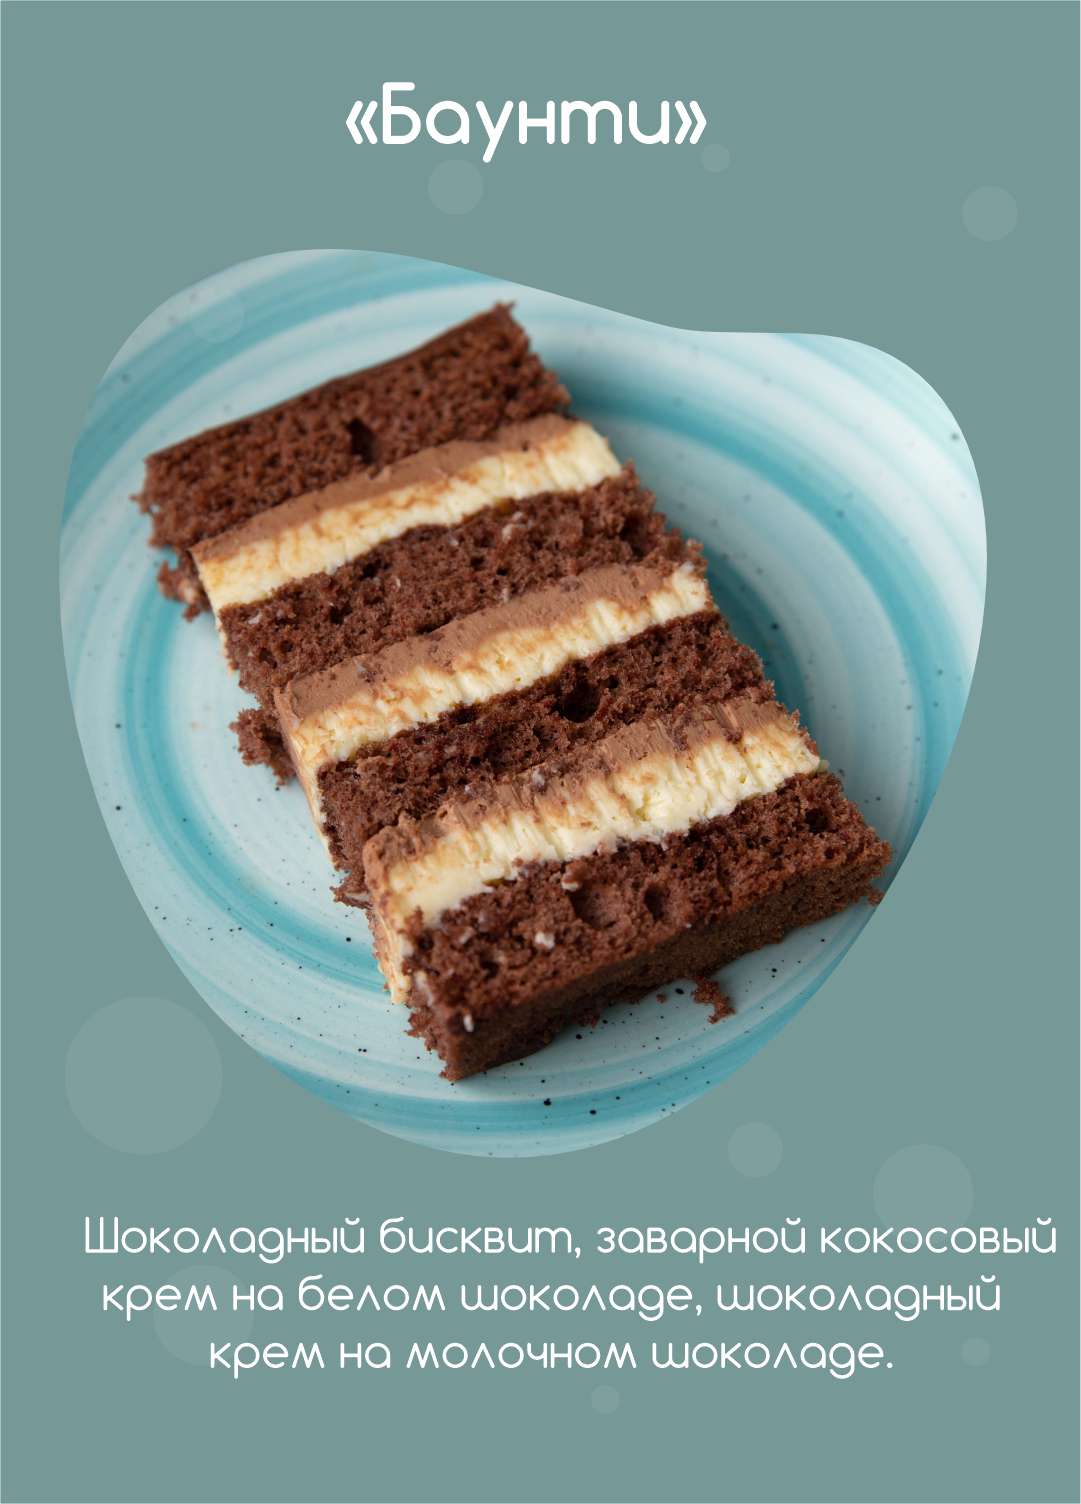 «Баунти»
Шоколадный бисквит, заварной кокосовый
крем на белом шоколаде, шоколадный
крем на молочном шоколаде.